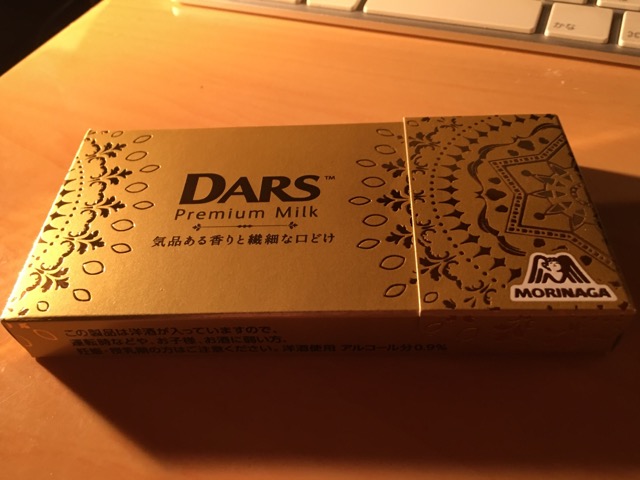 DARS™
Premium Milk
気品ある香りと繊細な口どけ
MORINAGA
この製品は洋酒が入っていますので、
運転時などや、お子様、お酒に弱い方、
妊娠・授乳期の方はご注意ください。洋酒使用 アルコール分0.9%
かな